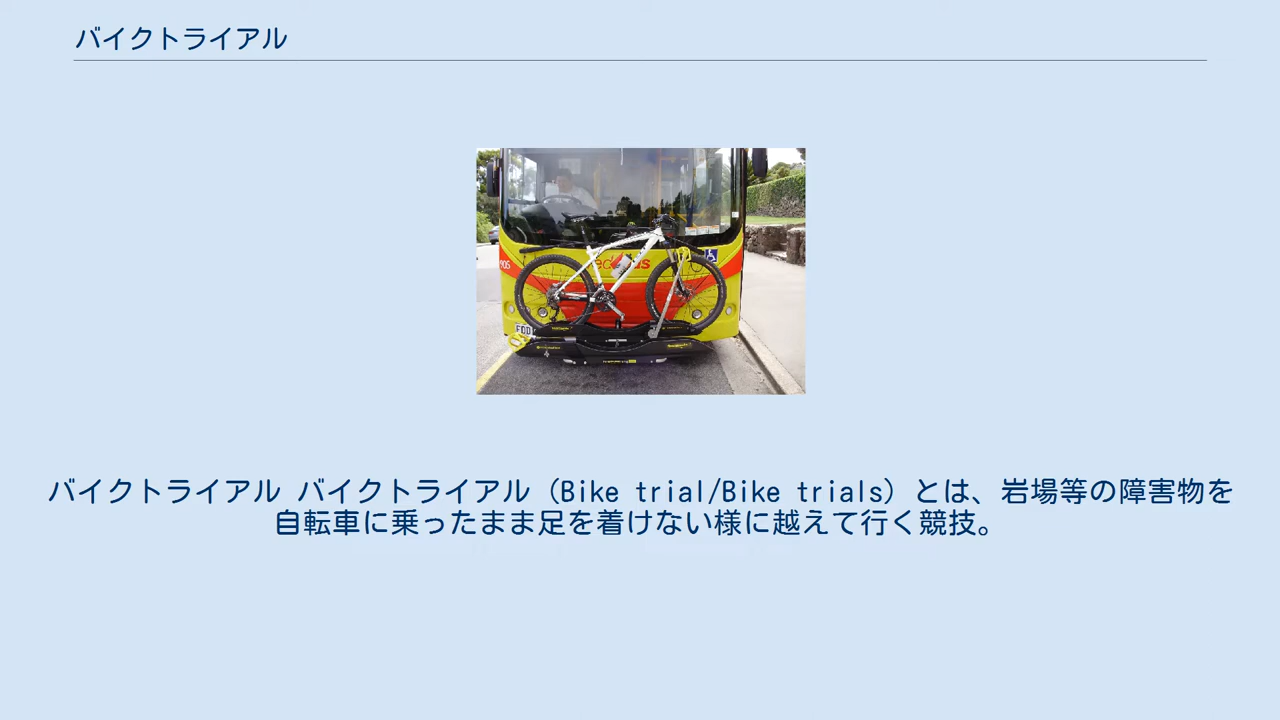 バイクトライアル
905
FOD
バイクトライアル バイクトライアル（Bike trial/Bike trials）とは、岩場等の障害物を
自転車に乗ったまま足を着けない様に越えて行く競技。